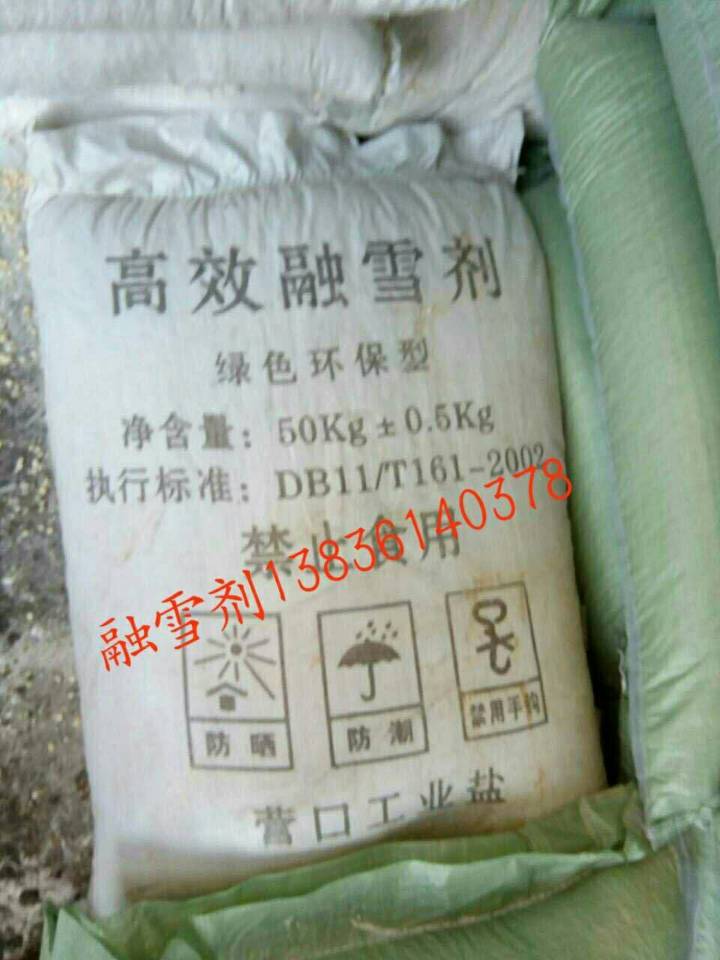 高效融雪剂
绿色环保型
净含量：50Kg±0.5Kg
执行标准：DB11/T161-2002
禁止食用
融雪剂13836140378
防晒
防潮
禁用手钩
营口工业盐